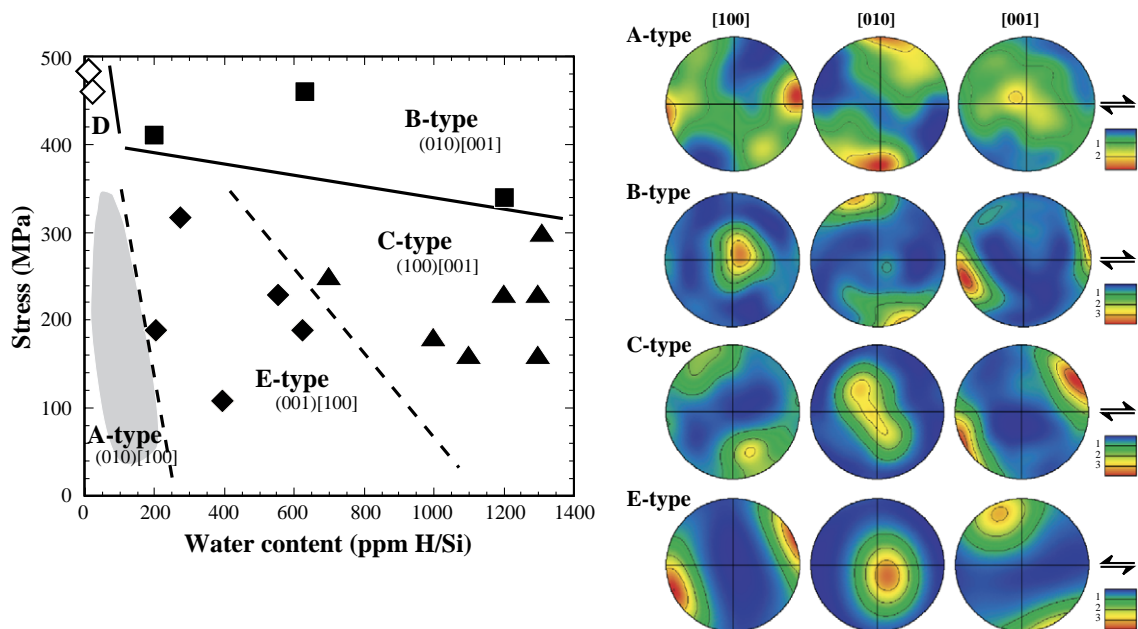 500
400
300
200
100
0
Stress (MPa)
0
200
400
600
800
1000
1200
1400
Water content (ppm H/Si)
D
B-type
(010)[001]
C-type
(100)[001]
E-type
(001)[100]
A-type
(010)[100]
[100] [010] [001]
A-type
1
2
B-type
1
2
3
C-type
1
2
3
E-type
1
2
3